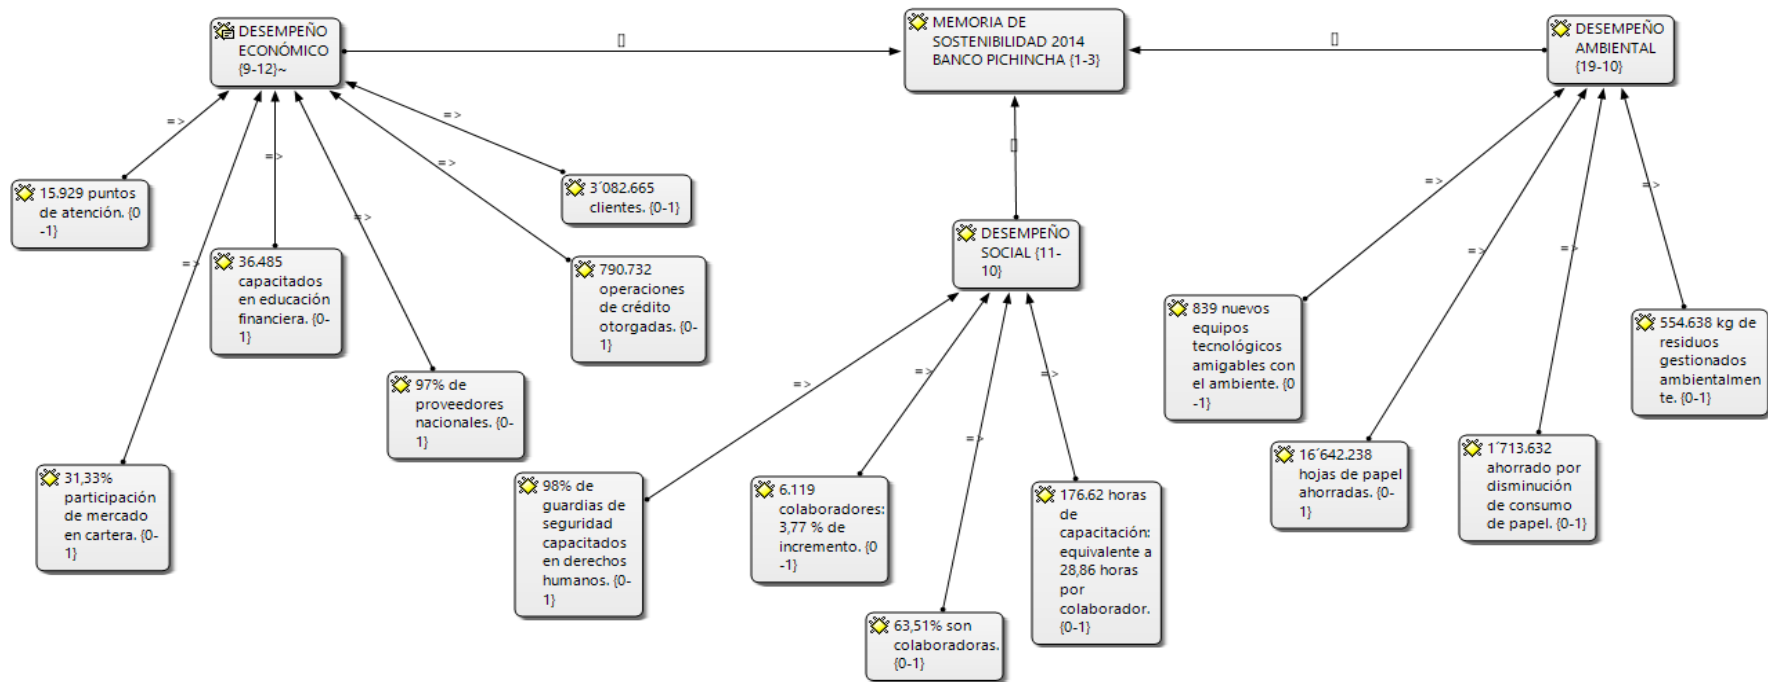 DESEMPEÑO
ECONÓMICO
{9-12}~
[]
MEMORIA DE
SOSTENIBILIDAD 2014
BANCO PICHINCHA {1-3}
[]
DESEMPEÑO
AMBIENTAL
{19-10}
[]
DESEMPEÑO
SOCIAL {11-
10}
=>
15.929 puntos
de atención. {0
-1}
=>
31,33%
participación
de mercado
en cartera. {0-
1}
=>
36.485
capacitados
en educación
financiera. {0-
1}
=>
97% de
proveedores
nacionales. {0-
1}
=>
790.732
operaciones
de crédito
otorgadas. {0-
1}
=>
3´082.665
clientes. {0-1}
=>
98% de
guardias de
seguridad
capacitados
en derechos
humanos. {0-
1}
=>
6.119
colaboradores:
3,77 % de
incremento. {0
-1}
=>
63,51% son
colaboradoras.
{0-1}
=>
176.62 horas
de
capacitación:
equivalente a
28,86 horas
por
colaborador.
{0-1}
=>
839 nuevos
equipos
tecnológicos
amigables con
el ambiente. {0
-1}
=>
16´642.238
hojas de papel
ahorradas. {0-
1}
=>
1´713.632
ahorrado por
disminución
de consumo
de papel. {0-1}
=>
554.638 kg de
residuos
gestionados
ambientalmen
te. {0-1}